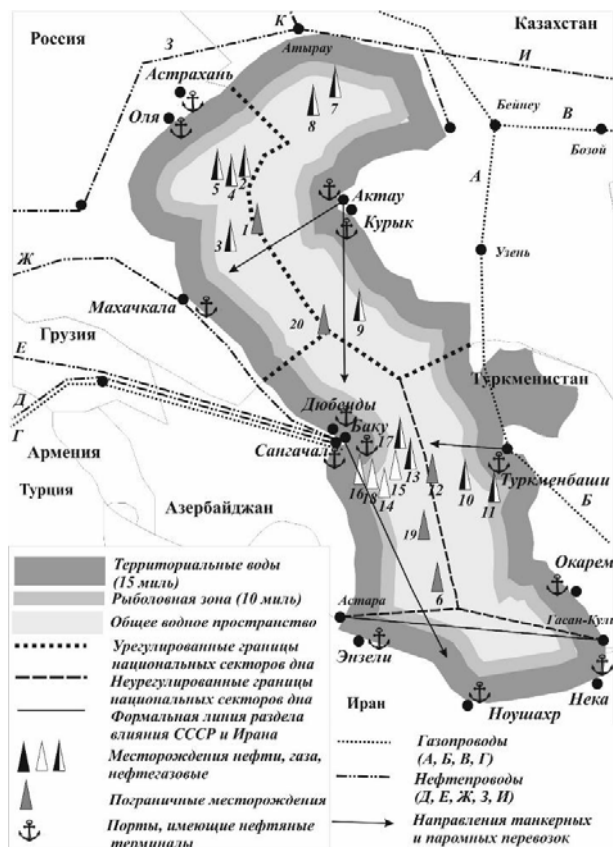 Россия
Казахстан
К
З
И
Атырау
Астрахань
Оля
7
8
Бейнеу
В
Бозой
А
5
4
2
Актау
Курык
1
3
Узень
Ж
Махачкала
20
9
Грузия
Е
Туркменистан
Д
Г
Дюбенды
Баку
Сангачал
17
Армения
Турция
Азербайджан
16
18
14
15
13
12
10
11
Туркменбаши
Б
19
6
Окарем
Астара
Гасан-Кули
Энзели
Иран
Ноушахр
Нека
Территориальные воды
(15 миль)
Рыболовная зона (10 миль)
Общее водное пространство
Урегулированные границы
национальных секторов дна
Неурегулированные границы
национальных секторов дна
Формальная линия раздела
влияния СССР и Ирана
Месторождения нефти, газа,
нефтегазовые
Пограничные месторождения
Порты, имеющие нефтяные
терминалы
Газопроводы
(А, Б, В, Г)
Нефтепроводы
(Д, Е, Ж, З, И)
Направления танкерных
и паромных перевозок